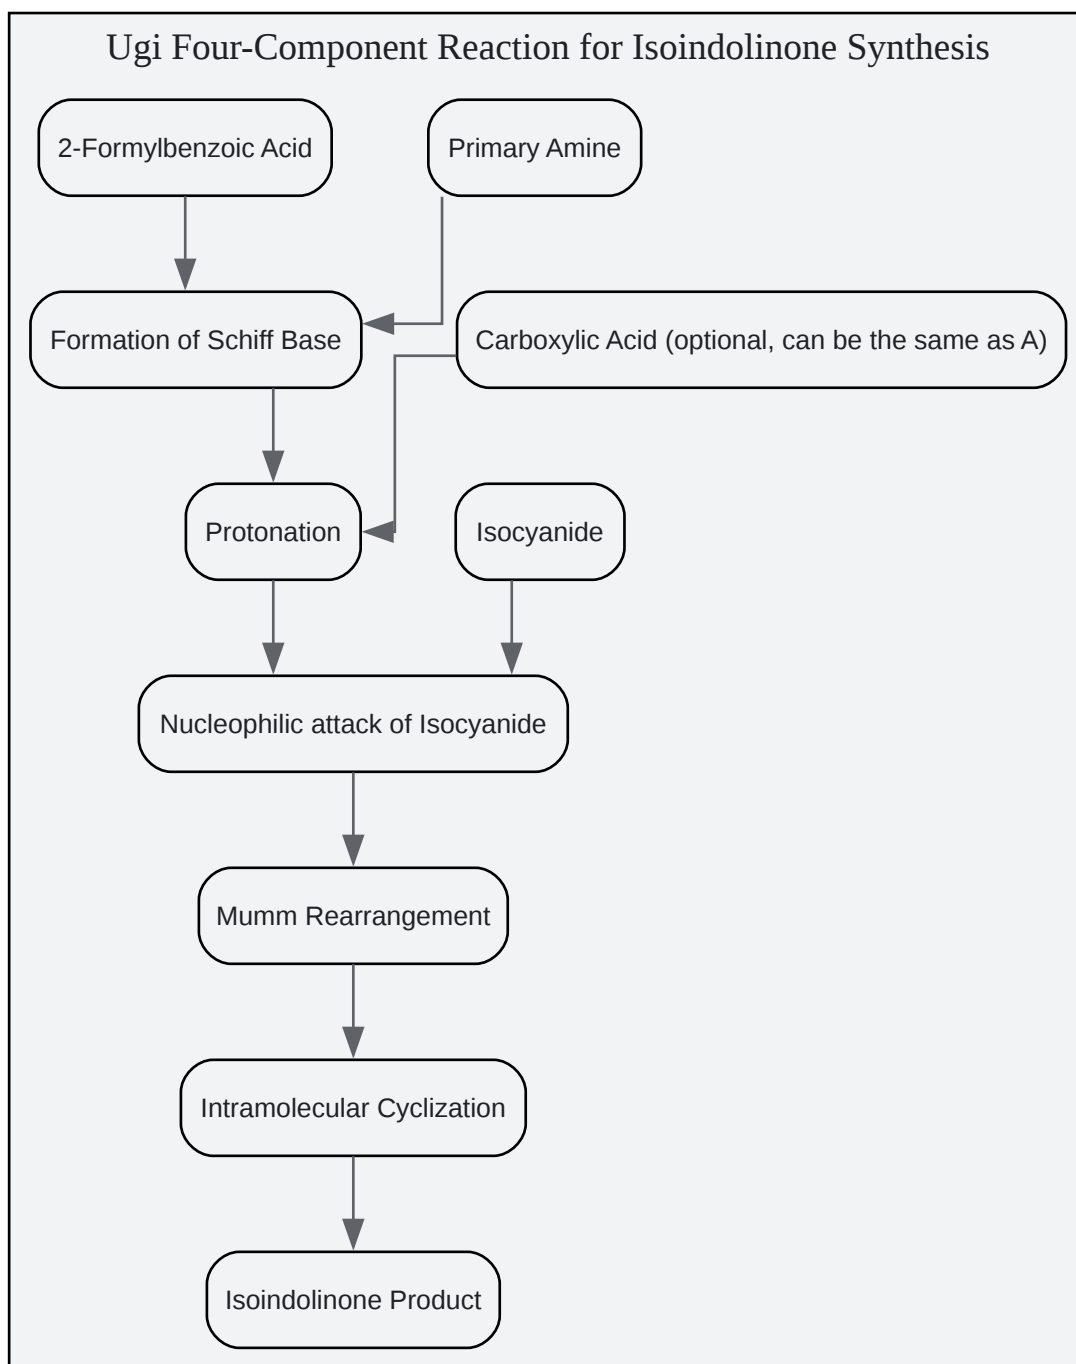 Ugi Four-Component Reaction for Isoindolinone Synthesis
2-Formylbenzoic Acid
Primary Amine
Formation of Schiff Base
Carboxylic Acid (optional, can be the same as A)
Protonation
Isocyanide
Nucleophilic attack of Isocyanide
Mumm Rearrangement
Intramolecular Cyclization
Isoindolinone Product